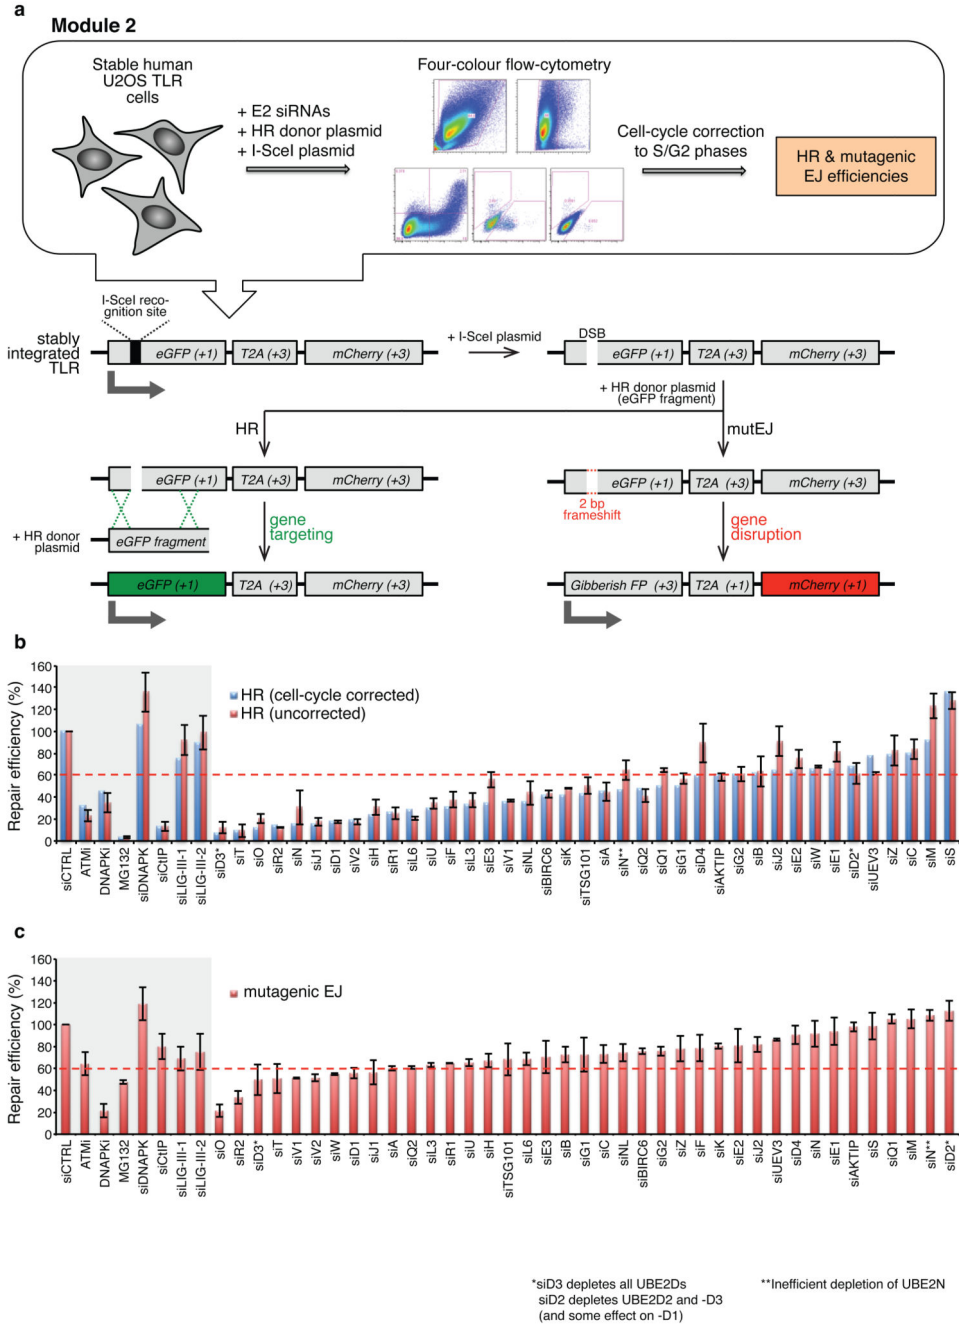 a
Module 2
Stable human
U2OS TLR
cells
+ E2 siRNAs
+ HR donor plasmid
+ I-SceI plasmid
Four-colour flow-cytometry
Cell-cycle correction
to S/G2 phases
HR & mutagenic
EJ efficiencies
I-SceI reco-
gnition site
stably
integrated
TLR
eGFP (+1)
T2A (+3)
mCherry (+3)
+ I-SceI plasmid
DSB
eGFP (+1)
T2A (+3)
mCherry (+3)
+ HR donor plasmid
(eGFP fragment)
HR
mutEJ
eGFP (+1)
T2A (+3)
mCherry (+3)
eGFP (+1)
T2A (+3)
mCherry (+3)
2 bp
frameshift
+ HR donor
plasmid
eGFP fragment
gene
targeting
gene
disruption
eGFP (+1)
T2A (+3)
mCherry (+3)
Gibberish FP (+3)
T2A (+1)
mCherry (+1)
b
Repair efficiency (%)
160
140
120
100
80
60
40
20
0
HR (cell-cycle corrected)
HR (uncorrected)
siCTRL
ATMi
DNAPKi
MG132
siDNAPK
siCtIP
siLIG-III-1
siLIG-III-2
siD3*
siT
siO
siR2
siN
siJ1
siD1
siV2
siH
siR1
siL6
siU
siF
siL3
siE3
siV1
siNL
siBIRC6
siK
siTSG101
siA
siN**
siQ2
siQ1
siG1
siD4
siAKTIP
siG2
siB
siJ2
siE2
siW
siE1
siD2*
siUEV3
siZ
siC
siM
siS
c
Repair efficiency (%)
160
140
120
100
80
60
40
20
0
mutagenic EJ
siCTRL
ATMi
DNAPKi
MG132
siDNAPK
siCtIP
siLIG-III-1
siLIG-III-2
siO
siR2
siD3*
siT
siV1
siV2
siW
siD1
siJ1
siA
siQ2
siL3
siR1
siU
siH
siTSG101
siL6
siE3
siB
siG1
siC
siNL
siBIRC6
siG2
siZ
siF
siK
siE2
siJ2
siUEV3
siD4
siN
siE1
siAKTIP
siS
siQ1
siM
siN**
siD2*
*siD3 depletes all UBE2Ds
siD2 depletes UBE2D2 and -D3
(and some effect on -D1)
**Inefficient depletion of UBE2N